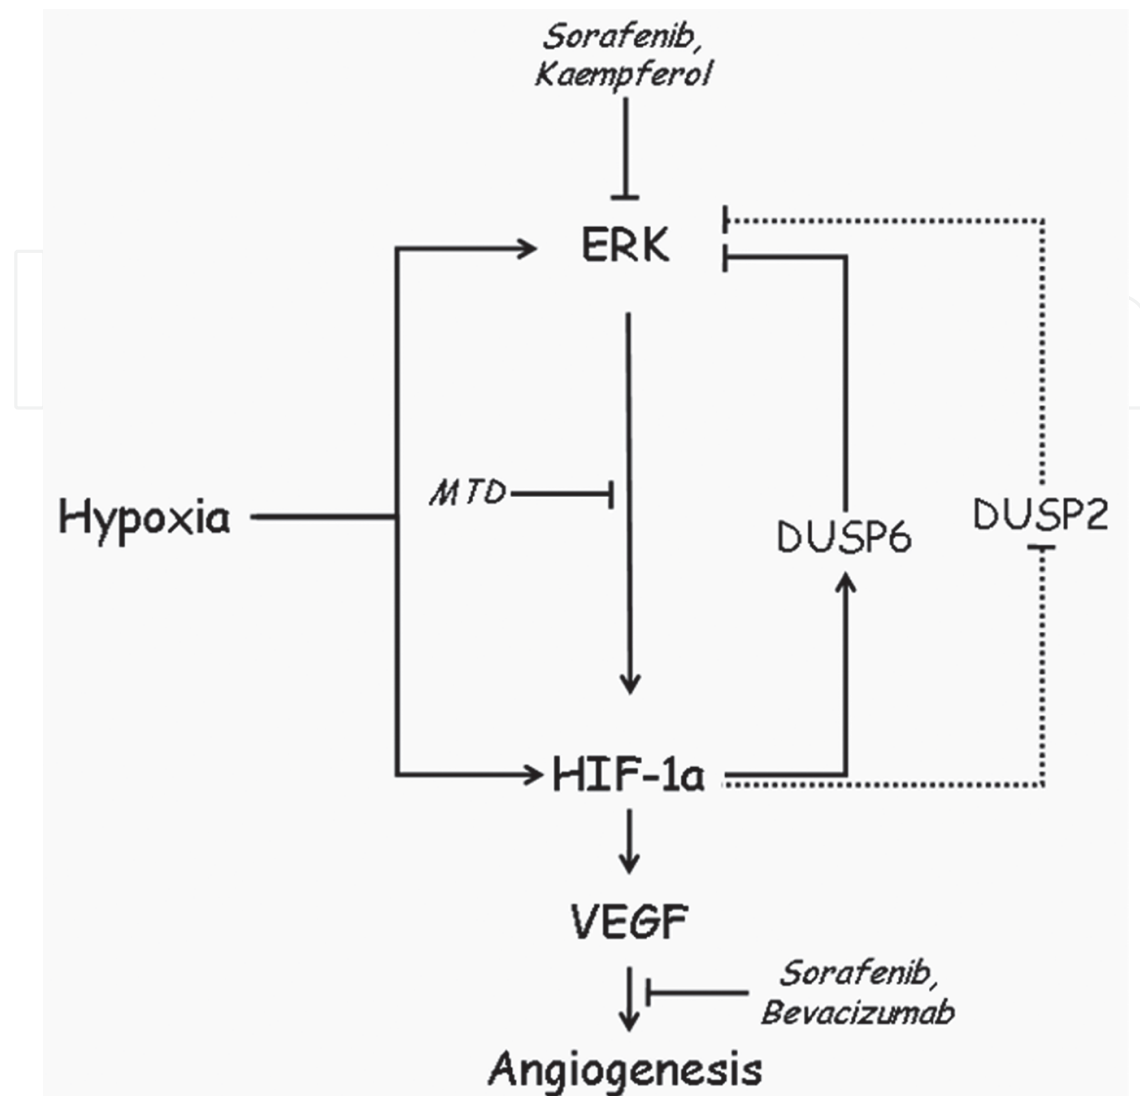 Sorafenib,
Kaempferol
ERK
MTD
Hypoxia
DUSP6
DUSP2
HIF-1a
VEGF
Sorafenib,
Bevacizumab
Angiogenesis